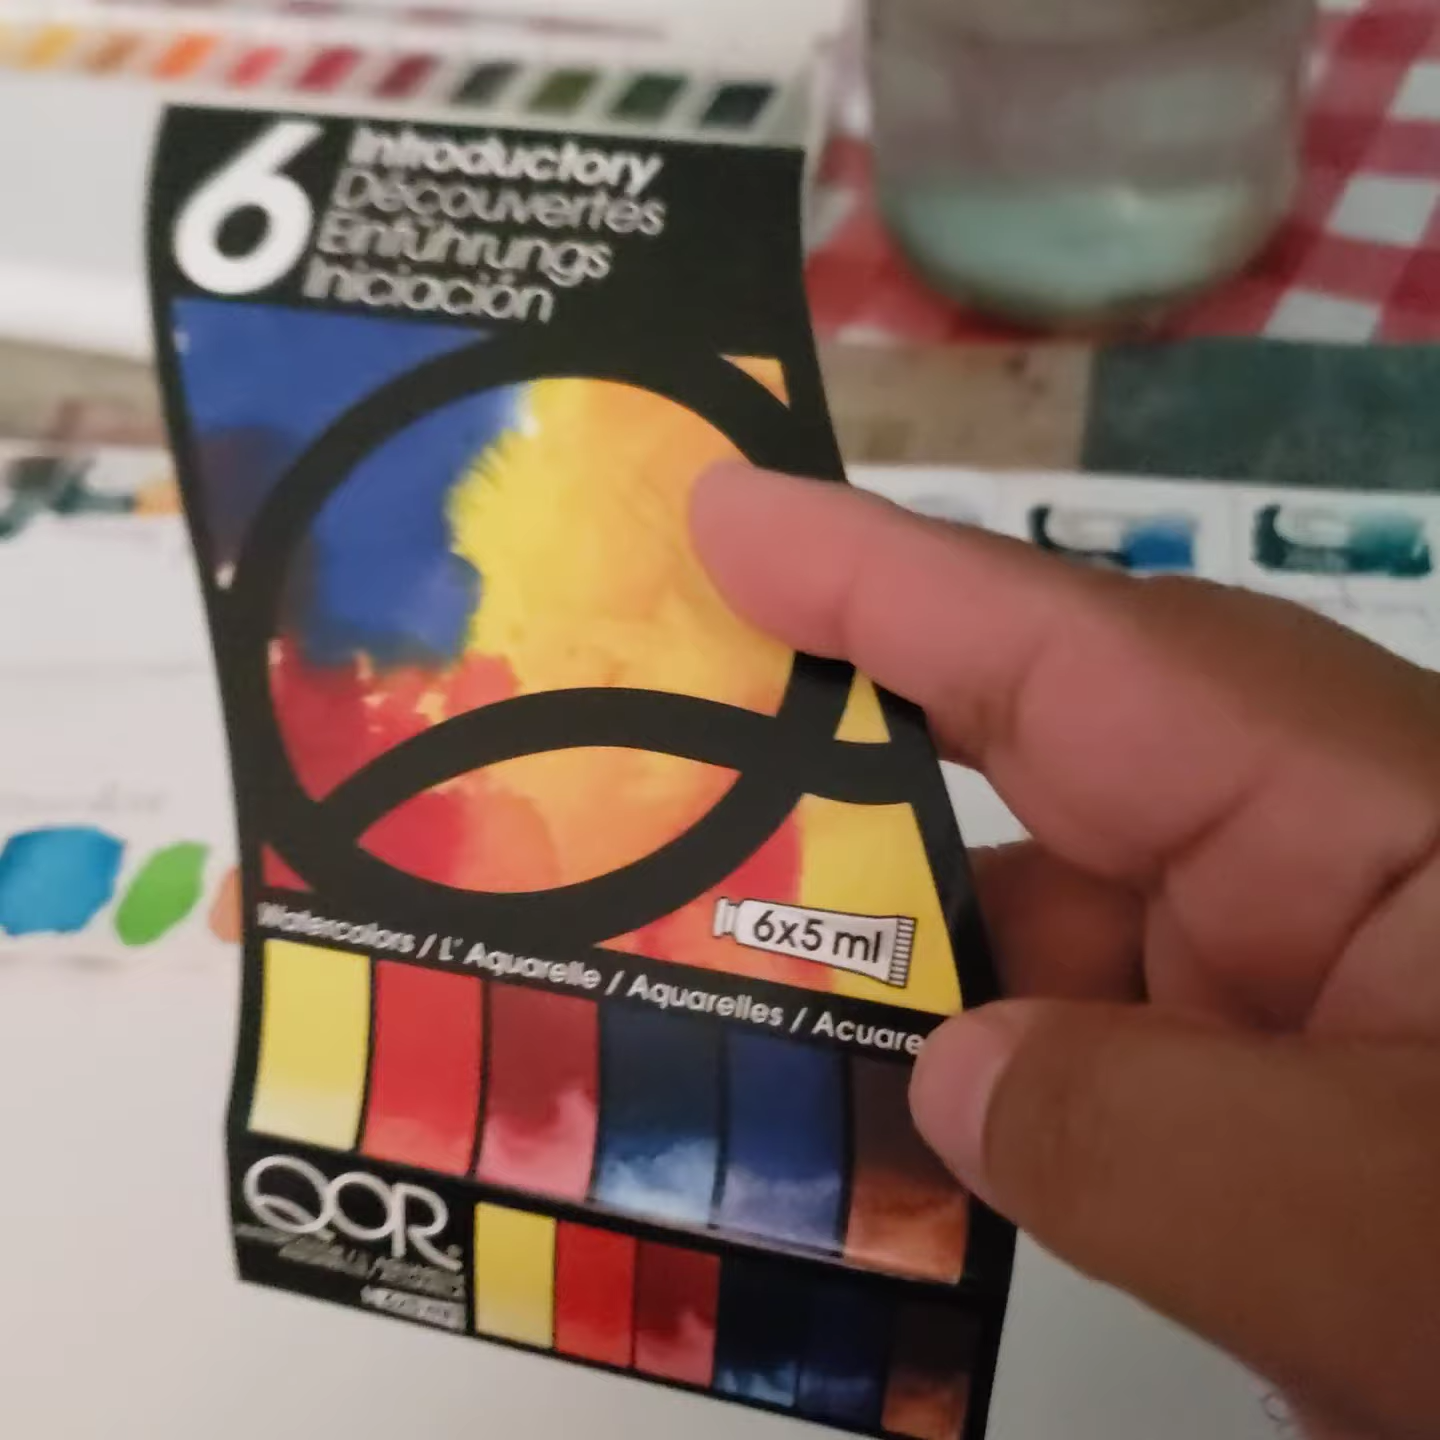 6
Introductory
Découvertes
Einführungs
Iniciación
6x5 ml
Watercolors / L' Aquarelle / Aquarelles / Acuare
QOR